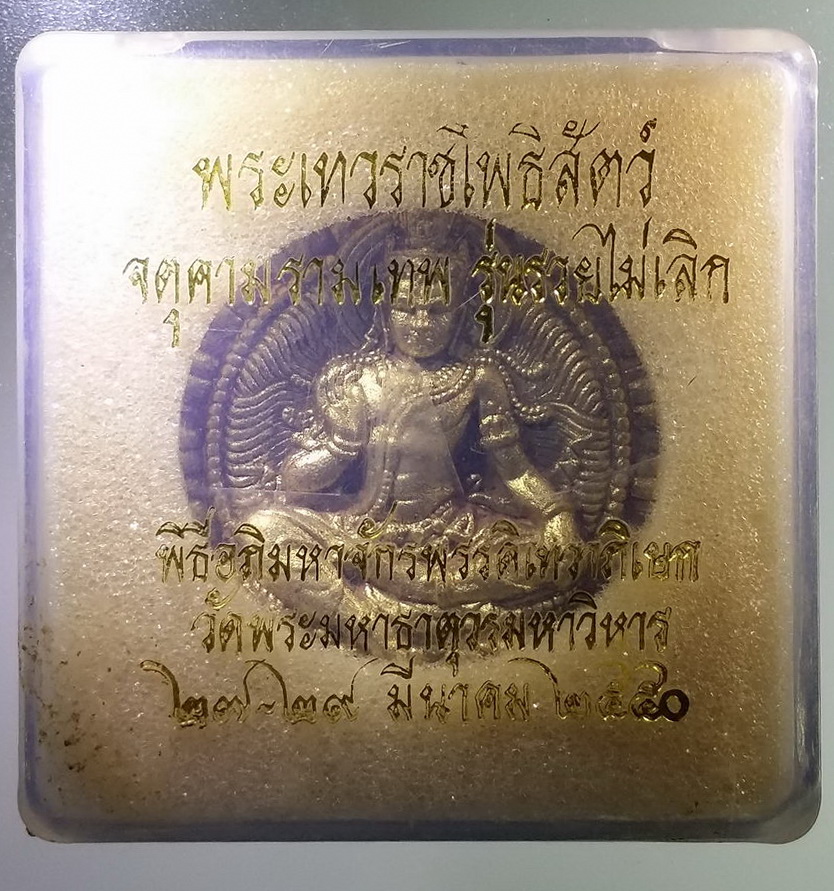 พระเทวราชโพธิสัตว์
จตุคามรามเทพ รุ่นรวยไม่เลิก
พิธีอภิมหาจักรพรรดิเทวาภิเษก
วัดพระมหาธาตุวรมหาวิหาร
๒๗-๒๙ มีนาคม ๒๕๕๐